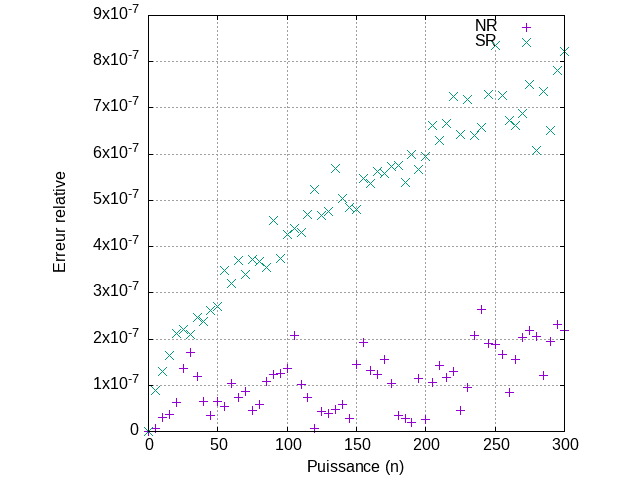 9x10-7
8x10-7
7x10-7
6x10-7
5x10-7
4x10-7
3x10-7
2x10-7
1x10-7
0
0 50 100 150 200 250 300
Erreur relative
Puissance (n)
NR
SR